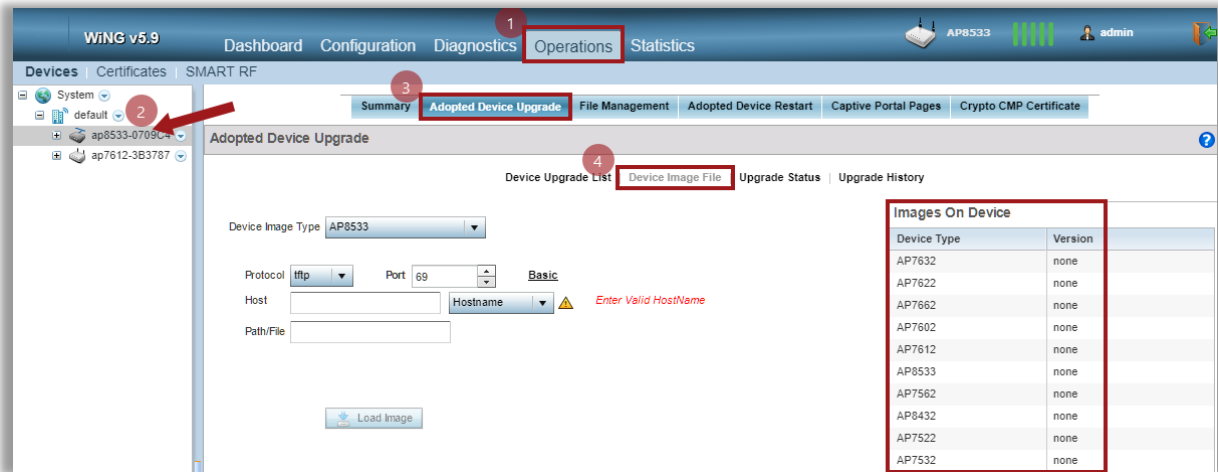 1
WiNG v5.9
Dashboard Configuration Diagnostics Operations Statistics
AP8533
admin
Devices | Certificates | SMART RF
System
default
2
ap8533-0709C4
ap7612-3B3787
3
Summary Adopted Device Upgrade File Management Adopted Device Restart Captive Portal Pages Crypto CMP Certificate
Adopted Device Upgrade
?
4
Device Upgrade List Device Image File | Upgrade Status | Upgrade History
Device Image Type AP8533
Protocol tftp Port 69 Basic
Host Hostname Enter Valid HostName
Path/File
Load Image
Images On Device
Device Type Version
AP7632 none
AP7622 none
AP7662 none
AP7602 none
AP7612 none
AP8533 none
AP7562 none
AP8432 none
AP7522 none
AP7532 none